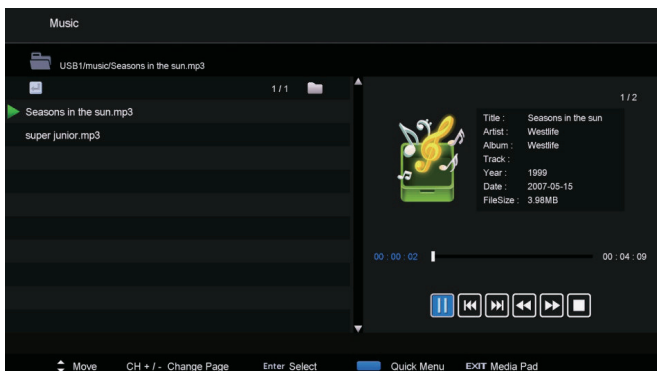 Music
USB1/music/Seasons in the sun.mp3
1 / 1
1 / 2
Seasons in the sun.mp3
super junior.mp3
Title : Seasons in the sun
Artist : Westlife
Album : Westlife
Track :
Year : 1999
Date : 2007-05-15
FileSize : 3.98MB
00 : 00 : 02
00 : 04 : 09
Move CH + / - Change Page Enter Select Quick Menu EXIT Media Pad